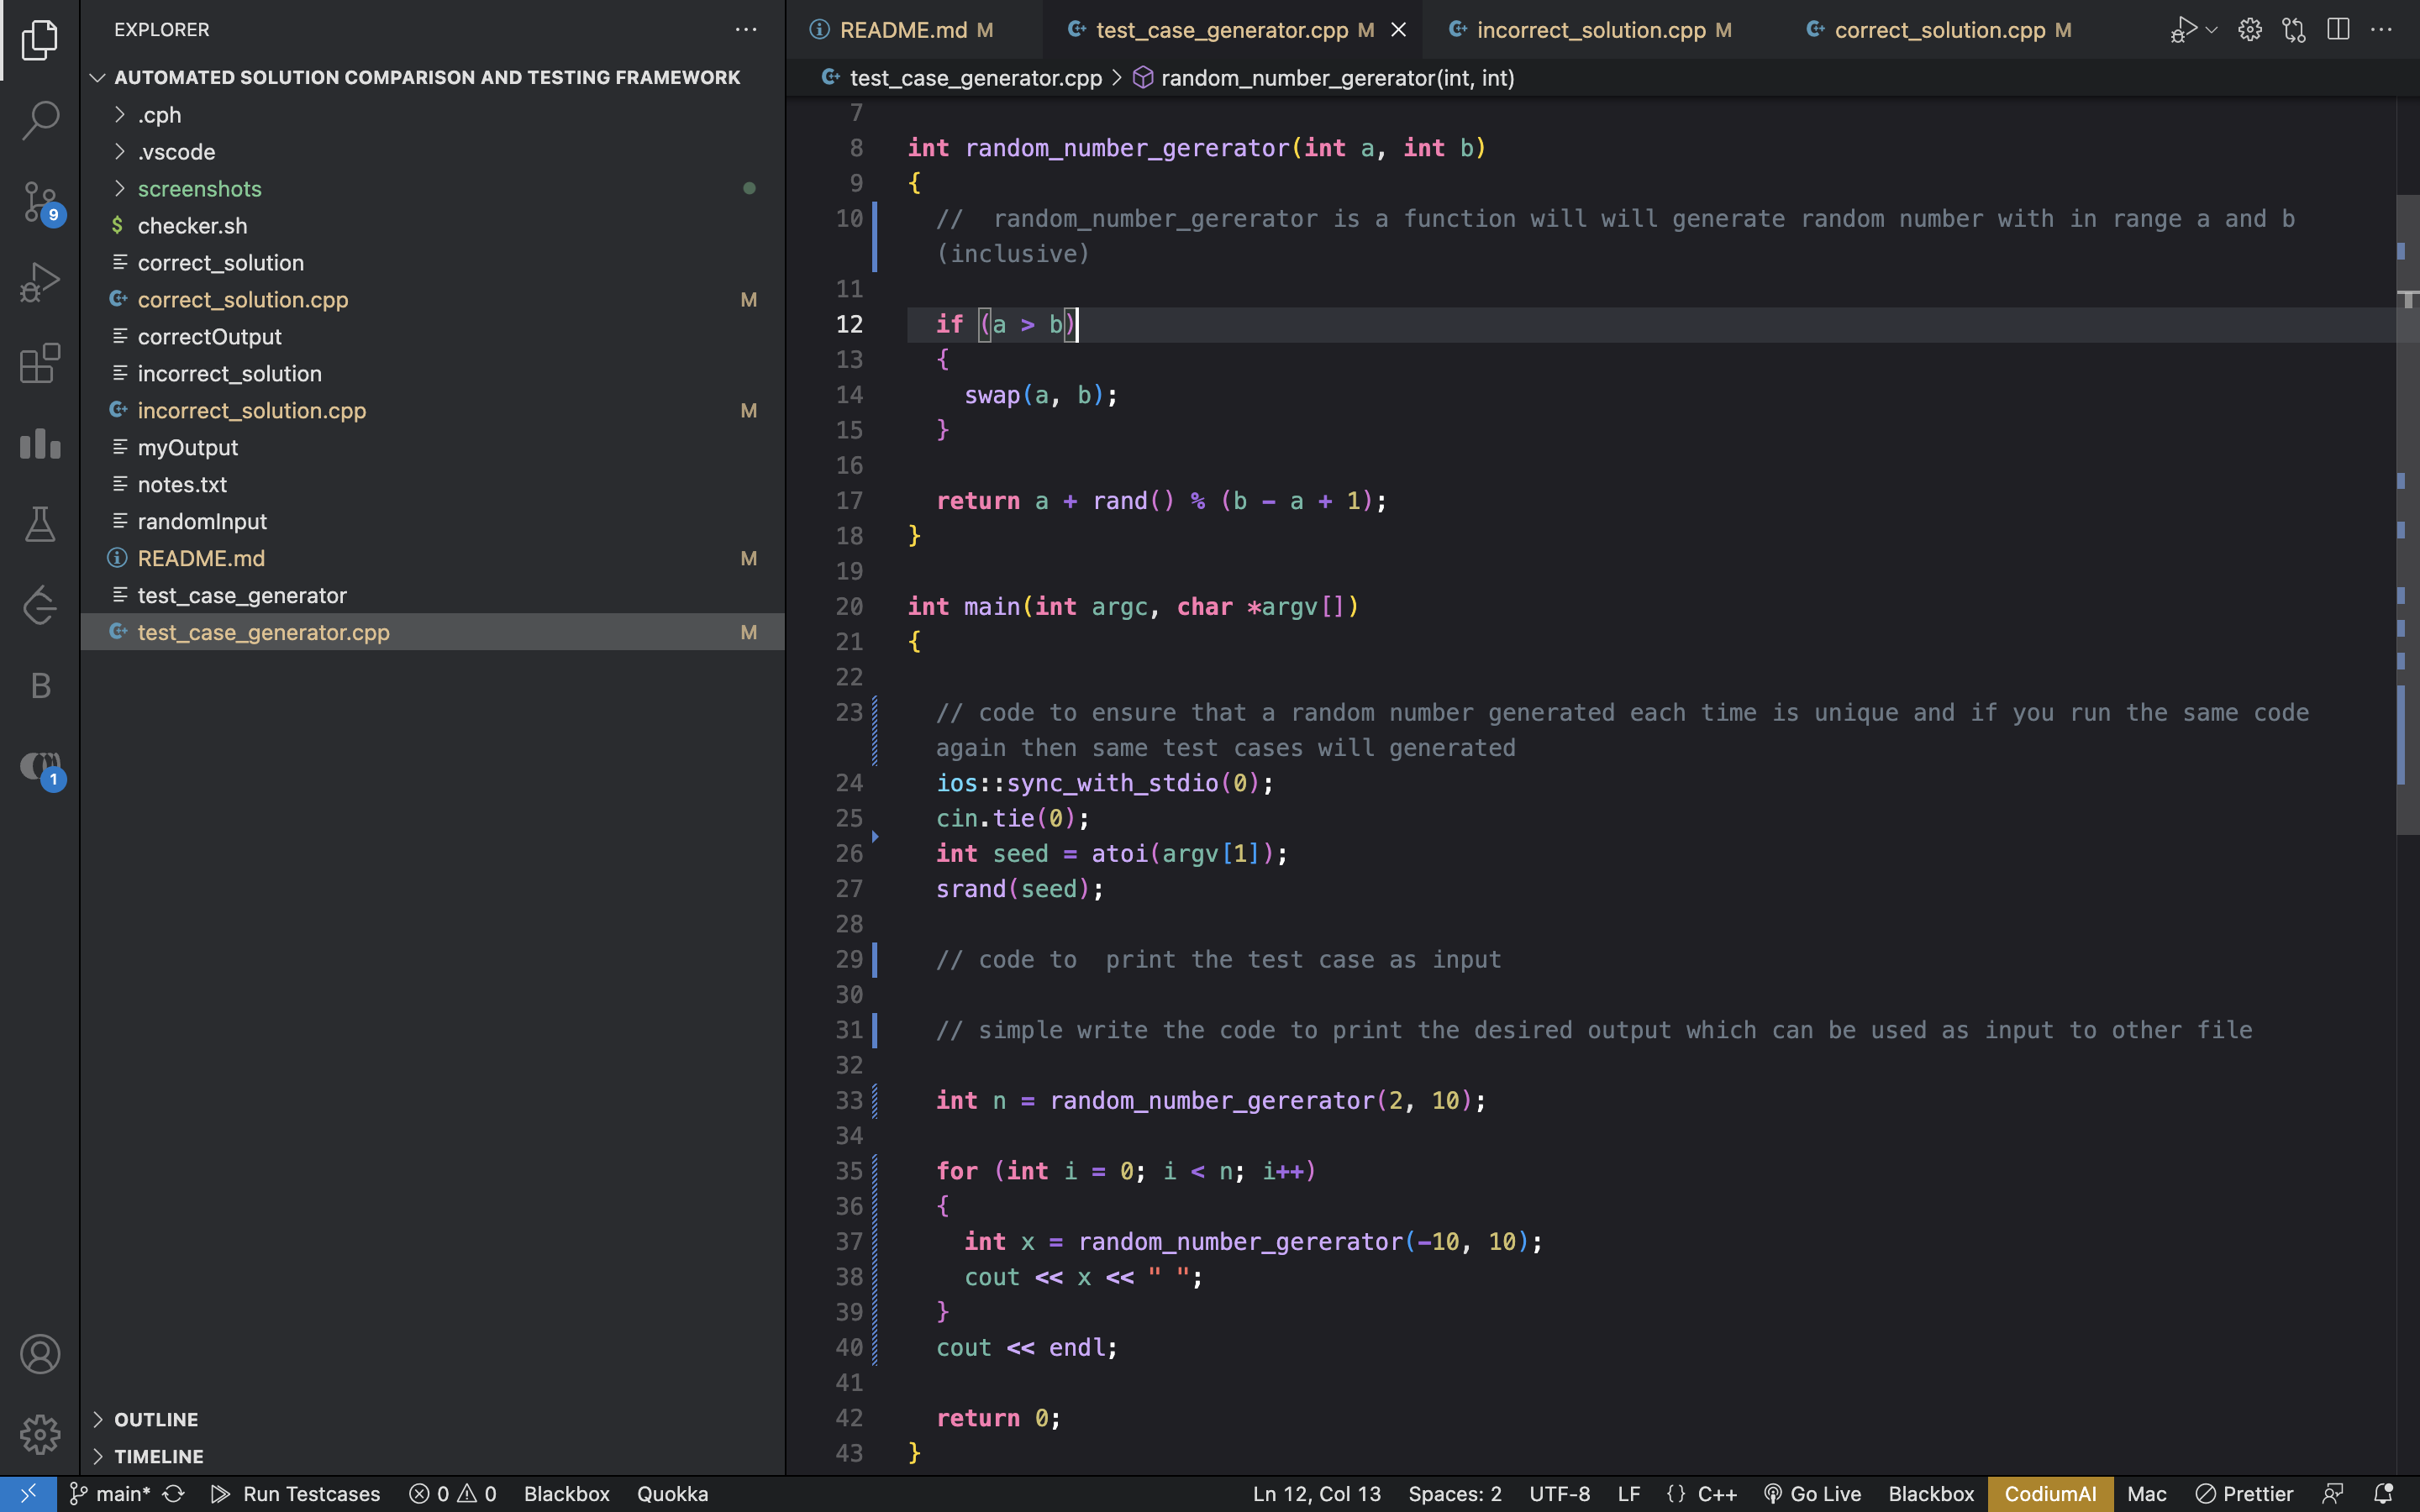 EXPLORER
AUTOMATED SOLUTION COMPARISON AND TESTING FRAMEWORK
.cph
.vscode
screenshots
$ checker.sh
correct_solution
correct_solution.cpp M
correctOutput
incorrect_solution
incorrect_solution.cpp M
myOutput
notes.txt
randomInput
README.md M
test_case_generator
test_case_generator.cpp M
9
B
1
OUTLINE
TIMELINE
README.md M
test_case_generator.cpp M
incorrect_solution.cpp M
correct_solution.cpp M
test_case_generator.cpp > random_number_gererator(int, int)
7
8 int random_number_gererator(int a, int b)
9 {
10 //  random_number_gererator is a function will will generate random number with in range a and b
(inclusive)
11
12 if (a > b)
13 {
14 swap(a, b);
15 }
16
17 return a + rand() % (b - a + 1);
18 }
19
20 int main(int argc, char *argv[])
21 {
22
23 // code to ensure that a random number generated each time is unique and if you run the same code
again then same test cases will generated
24 ios::sync_with_stdio(0);
25 cin.tie(0);
26 int seed = atoi(argv[1]);
27 srand(seed);
28
29 // code to  print the test case as input
30
31 // simple write the code to print the desired output which can be used as input to other file
32
33 int n = random_number_gererator(2, 10);
34
35 for (int i = 0; i < n; i++)
36 {
37 int x = random_number_gererator(-10, 10);
38 cout << x << " ";
39 }
40 cout << endl;
41
42 return 0;
43 }
main* Run Testcases 0 0 Blackbox Quokka Ln 12, Col 13 Spaces: 2 UTF-8 LF {} C++ Go Live Blackbox CodiumAI Mac Prettier